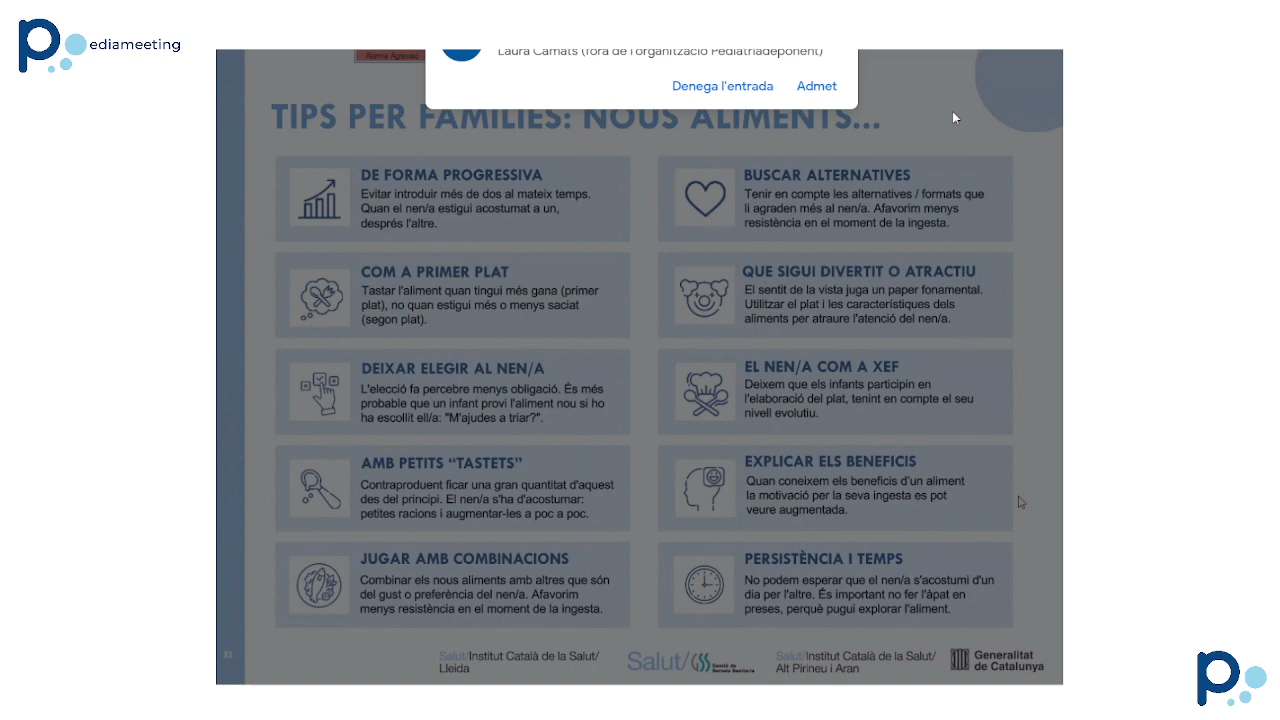 ediameeting
Laura Camats (fora de l'organització Pediatriadeponent)
Denega l'entrada Admet
Alarma Agressió
TIPS PER FAMÍLIES: NOUS ALIMENTS...
DE FORMA PROGRESSIVA
Evitar introduir més de dos al mateix temps.
Quan el nen/a estigui acostumat a un,
després l'altre.
BUSCAR ALTERNATIVES
Tenir en compte les alternatives / formats que
li agraden més al nen/a. Afavorim menys
resistència en el moment de la ingesta.
COM A PRIMER PLAT
Tastar l'aliment quan tingui més gana (primer
plat), no quan estigui més o menys saciat
(segon plat).
QUE SIGUI DIVERTIT O ATRACTIU
El sentit de la vista juga un paper fonamental.
Utilitzar el plat i les característiques dels
aliments per atraure l'atenció del nen/a.
DEIXAR ELEGIR AL NEN/A
L'elecció fa percebre menys obligació. És més
probable que un infant provi l'aliment nou si ho
ha escollit ell/a: "M'ajudes a triar?".
EL NEN/A COM A XEF
Deixem que els infants participin en
l'elaboració del plat, tenint en compte el seu
nivell evolutiu.
AMB PETITS “TASTETS”
Contraproduent ficar una gran quantitat d'aquest
des del principi. El nen/a s'ha d'acostumar:
petites racions i augmentar-les a poc a poc.
EXPLICAR ELS BENEFICIS
Quan coneixem els beneficis d’un aliment
la motivació per la seva ingesta es pot
veure augmentada.
JUGAR AMB COMBINACIONS
Combinar els nous aliments amb altres que són
del gust o preferència del nen/a. Afavorim
menys resistència en el moment de la ingesta.
PERSISTÈNCIA I TEMPS
No podem esperar que el nen/a s'acostumi d'un
dia per l'altre. És important no fer l'àpat en
preses, perquè pugui explorar l'aliment.
31
Salut/Institut Català de la Salut/
Lleida
Salut/
Gestió de
Serveis Sanitaris
Salut/Institut Català de la Salut/
Alt Pirineu i Aran
Generalitat
de Catalunya